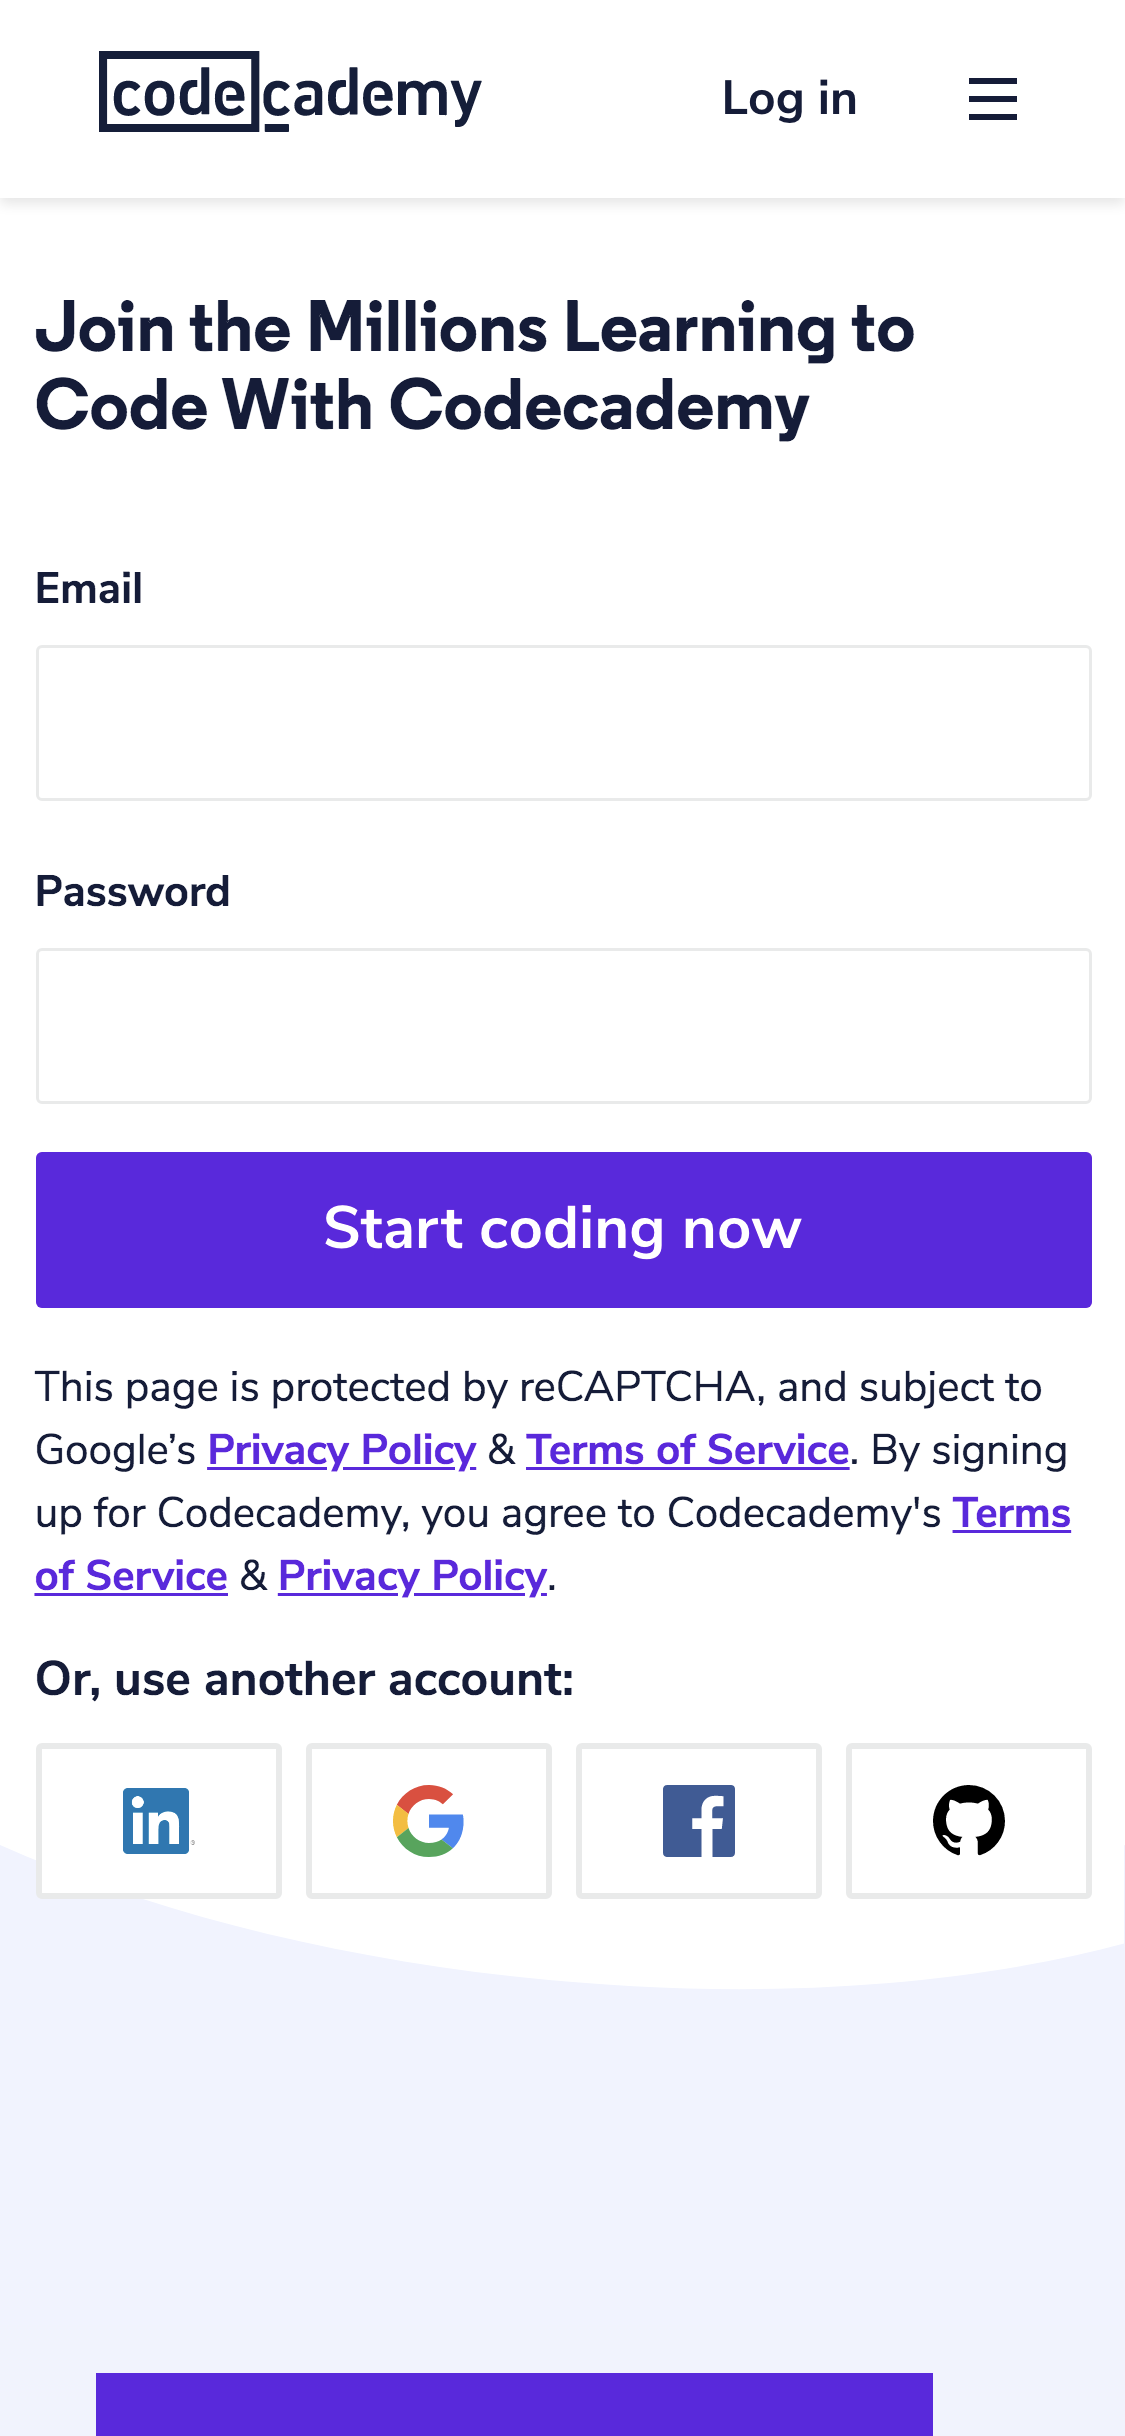 codecademy
Log in
Join the Millions Learning to
Code With Codecademy
Email
Password
Start coding now
This page is protected by reCAPTCHA, and subject to
Google’s Privacy Policy & Terms of Service. By signing
up for Codecademy, you agree to Codecademy's Terms
of Service & Privacy Policy.
Or, use another account:
in
G
f